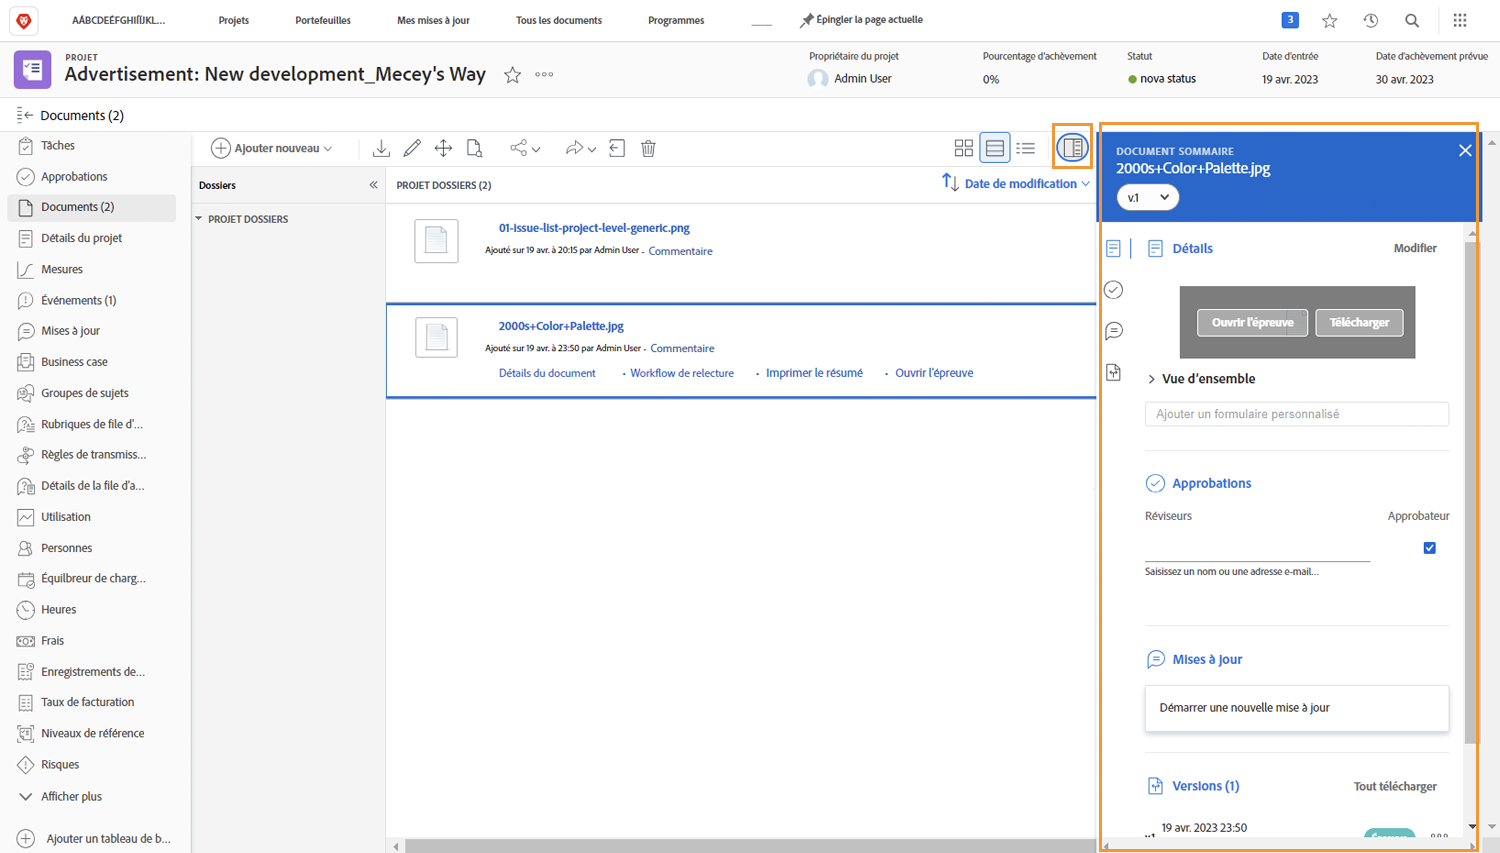 AÁBCDEÉFGHIÍIJKL...
Projets
Portefeuilles
Mes mises à jour
Tous les documents
Programmes
Épingler la page actuelle
3
PROJET
Advertisement: New development_Mecey's Way
Propriétaire du projet
Admin User
Pourcentage d'achèvement
0%
Statut
nova status
Date d'entrée
19 avr. 2023
Date d'achèvement prévue
30 avr. 2023
Documents (2)
Tâches
Approbations
Documents (2)
Détails du projet
Mesures
Événements (1)
Mises à jour
Business case
Groupes de sujets
Rubriques de file d'...
Règles de transmiss...
Détails de la file d'a...
Utilisation
Personnes
Équilbreur de charg...
Heures
Frais
Enregistrements de...
Taux de facturation
Niveaux de référence
Risques
Afficher plus
Ajouter un tableau de b...
Ajouter nouveau
Dossiers
PROJET DOSSIERS
PROJET DOSSIERS (2)
Date de modification
01-issue-list-project-level-generic.png
Ajouté sur 19 avr. à 20:15 par Admin User - Commentaire
2000s+Color+Palette.jpg
Ajouté sur 19 avr. à 23:50 par Admin User - Commentaire
Détails du document · Workflow de relecture · Imprimer le résumé · Ouvrir l'épreuve
DOCUMENT SOMMAIRE
2000s+Color+Palette.jpg
v.1
Détails
Modifier
Ouvrir l'épreuve
Télécharger
Vue d'ensemble
Ajouter un formulaire personnalisé
Approbations
Réviseurs
Approbateur
Saisissez un nom ou une adresse e-mail...
Mises à jour
Démarrer une nouvelle mise à jour
Versions (1)
Tout télécharger
19 avr. 2023 23:50
v1